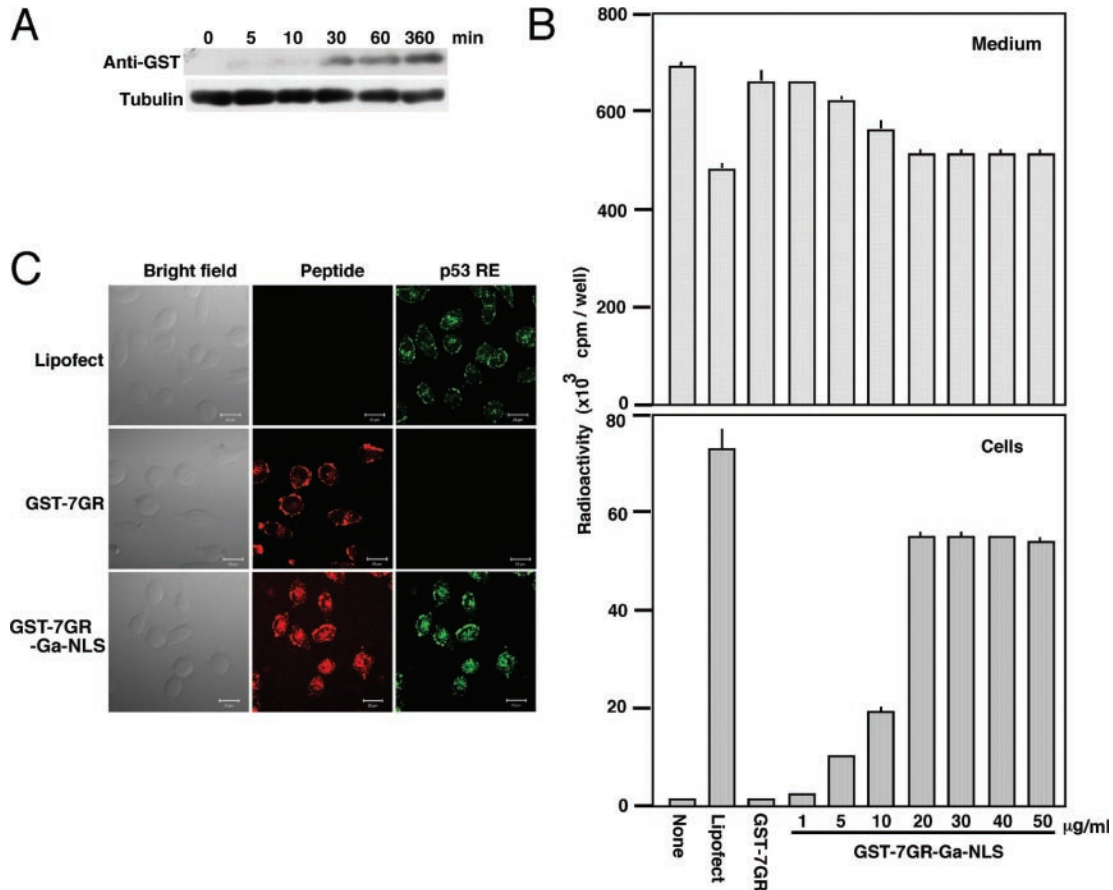 A
0 5 10 30 60 360 min
Anti-GST
Tubulin
B
800
600
400
200
0
Medium
Radioactivity (x10³ cpm / well)
80
60
40
20
0
Cells
None
Lipofect
GST-7GR
1 5 10 20 30 40 50 μg/ml
GST-7GR-Ga-NLS
C
Bright field Peptide p53 RE
Lipofect
GST-7GR
GST-7GR
-Ga-NLS